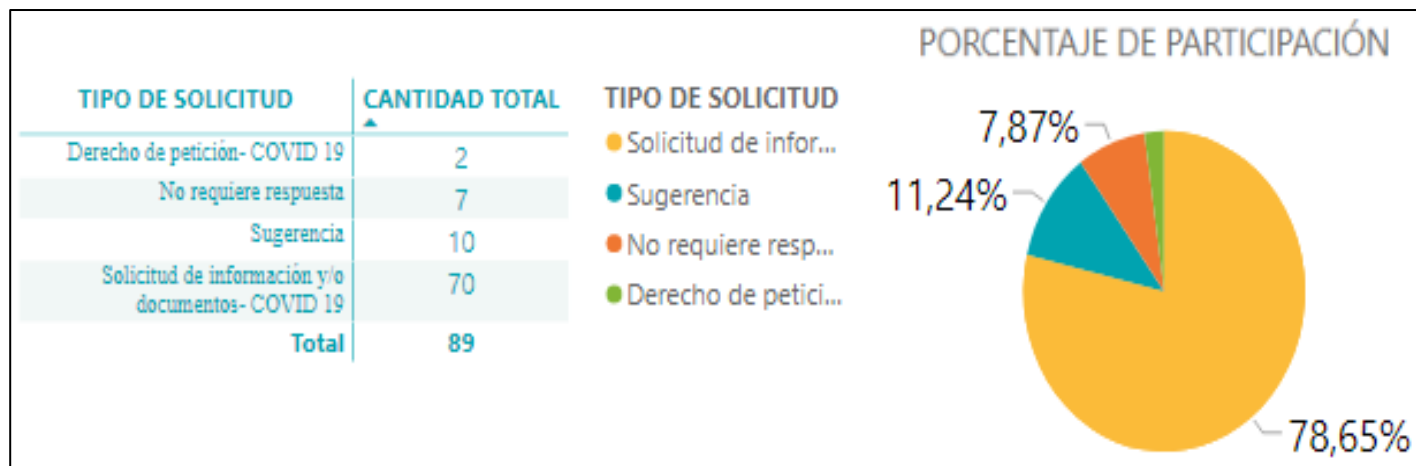 PORCENTAJE DE PARTICIPACIÓN
TIPO DE SOLICITUD CANTIDAD TOTAL
Derecho de petición- COVID 19 2
No requiere respuesta 7
Sugerencia 10
Solicitud de información y/o
documentos- COVID 19 70
Total 89
TIPO DE SOLICITUD
Solicitud de infor...
Sugerencia
No requiere resp...
Derecho de petici...
7,87%
11,24%
78,65%